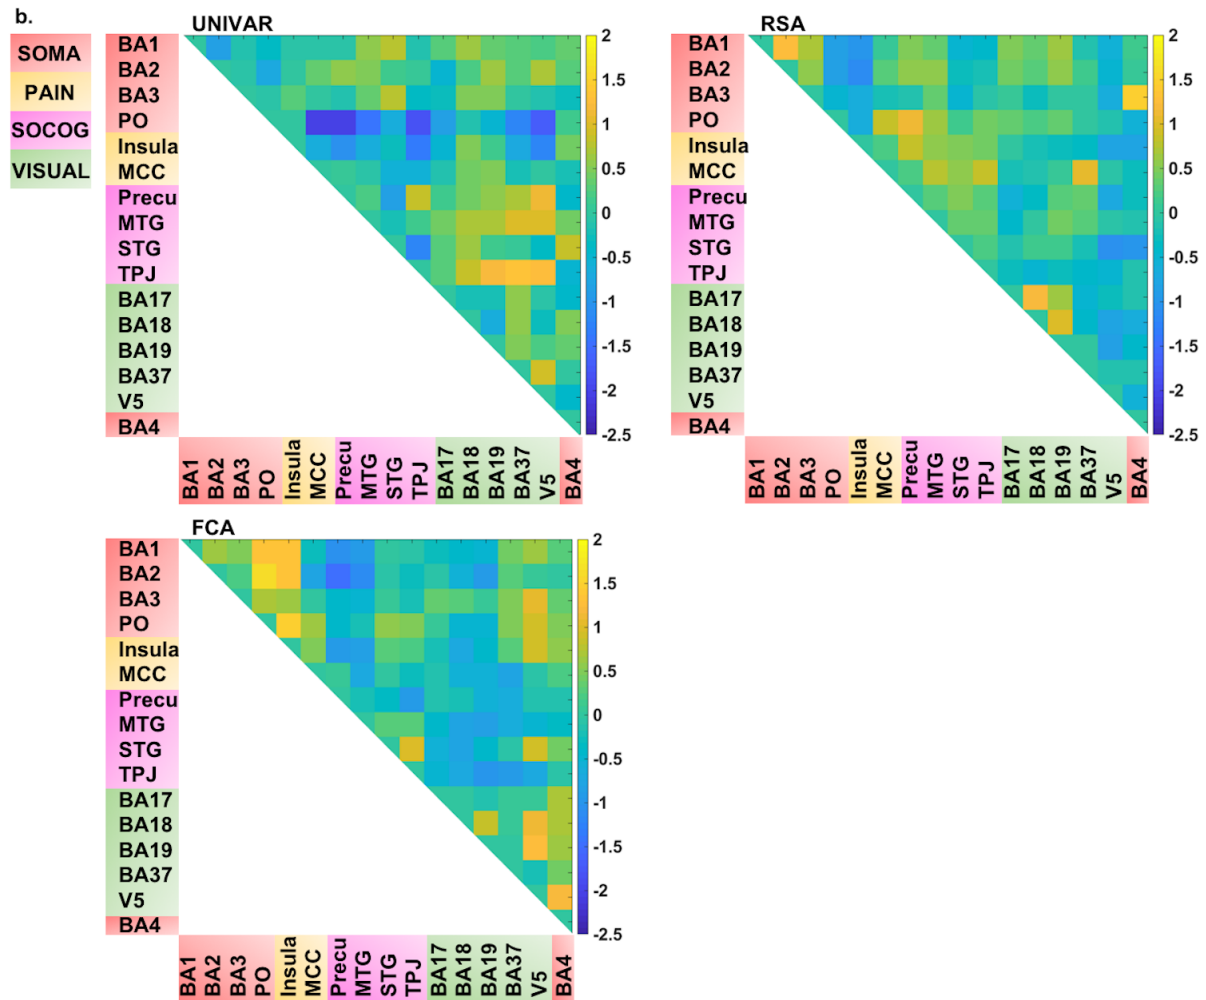 b.
SOMA
PAIN
SOCOG
VISUAL
UNIVAR
BA1
BA2
BA3
PO
Insula
MCC
Precu
MTG
STG
TPJ
BA17
BA18
BA19
BA37
V5
BA4
2
1.5
1
0.5
0
-0.5
-1
-1.5
-2
-2.5
BA1
BA2
BA3
PO
Insula
MCC
Precu
MTG
STG
TPJ
BA17
BA18
BA19
BA37
V5
BA4
RSA
BA1
BA2
BA3
PO
Insula
MCC
Precu
MTG
STG
TPJ
BA17
BA18
BA19
BA37
V5
BA4
2
1.5
1
0.5
0
-0.5
-1
-1.5
-2
-2.5
BA1
BA2
BA3
PO
Insula
MCC
Precu
MTG
STG
TPJ
BA17
BA18
BA19
BA37
V5
BA4
FCA
BA1
BA2
BA3
PO
Insula
MCC
Precu
MTG
STG
TPJ
BA17
BA18
BA19
BA37
V5
BA4
2
1.5
1
0.5
0
-0.5
-1
-1.5
-2
-2.5
BA1
BA2
BA3
PO
Insula
MCC
Precu
MTG
STG
TPJ
BA17
BA18
BA19
BA37
V5
BA4